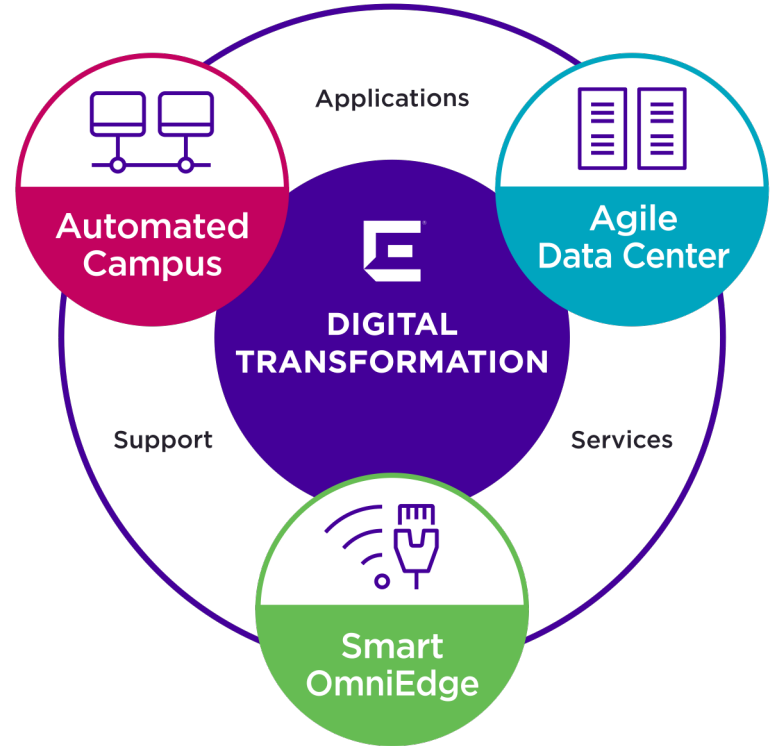 Applications
Automated
Campus
Agile
Data Center
DIGITAL
TRANSFORMATION
Support
Services
Smart
OmniEdge